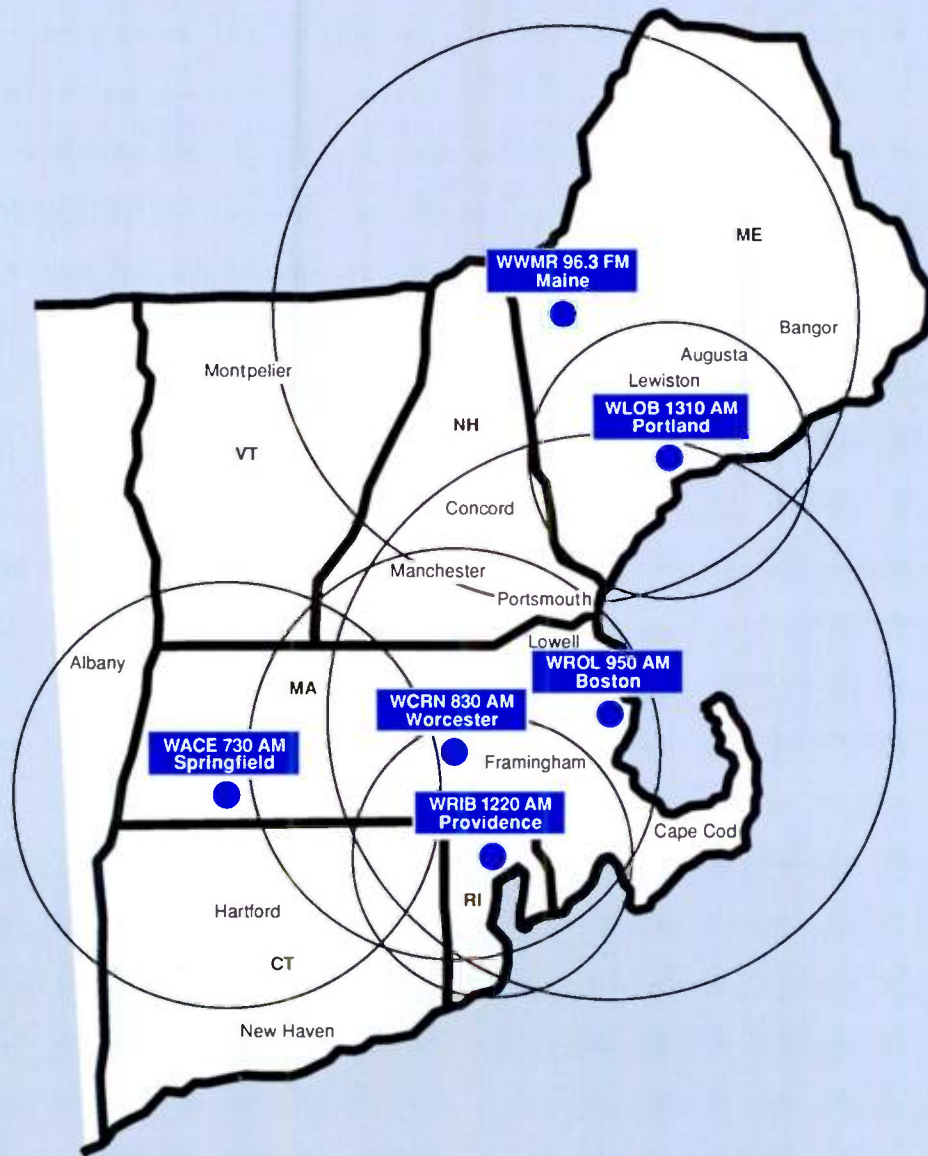 ME
WWMR 96.3 FM
Maine
Bangor
Augusta
Montpelier
Lewiston
WLOB 1310 AM
Portland
NH
VT
Concord
Manchester
Portsmouth
Lowell
Albany
WROL 950 AM
Boston
MA
WCRN 830 AM
Worcester
WACE 730 AM
Springfield
Framingham
WRIB 1220 AM
Providence
Cape Cod
RI
Hartford
CT
New Haven